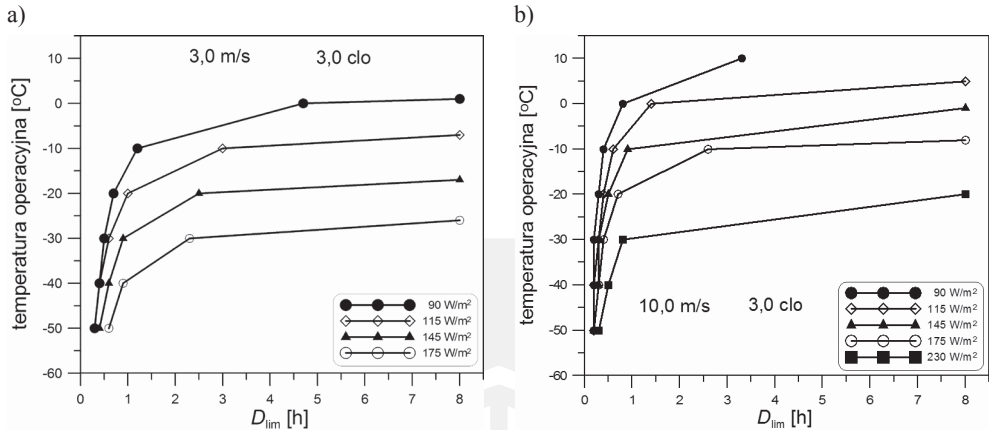 a)
3,0 m/s 3,0 clo
temperatura operacyjna [°C]
10
0
-10
-20
-30
-40
-50
-60
90 W/m²
115 W/m²
145 W/m²
175 W/m²
0 1 2 3 4 5 6 7 8
Dlim [h]
b)
temperatura operacyjna [°C]
10
0
-10
-20
-30
-40
-50
-60
10,0 m/s 3,0 clo
90 W/m²
115 W/m²
145 W/m²
175 W/m²
230 W/m²
0 1 2 3 4 5 6 7 8
Dlim [h]